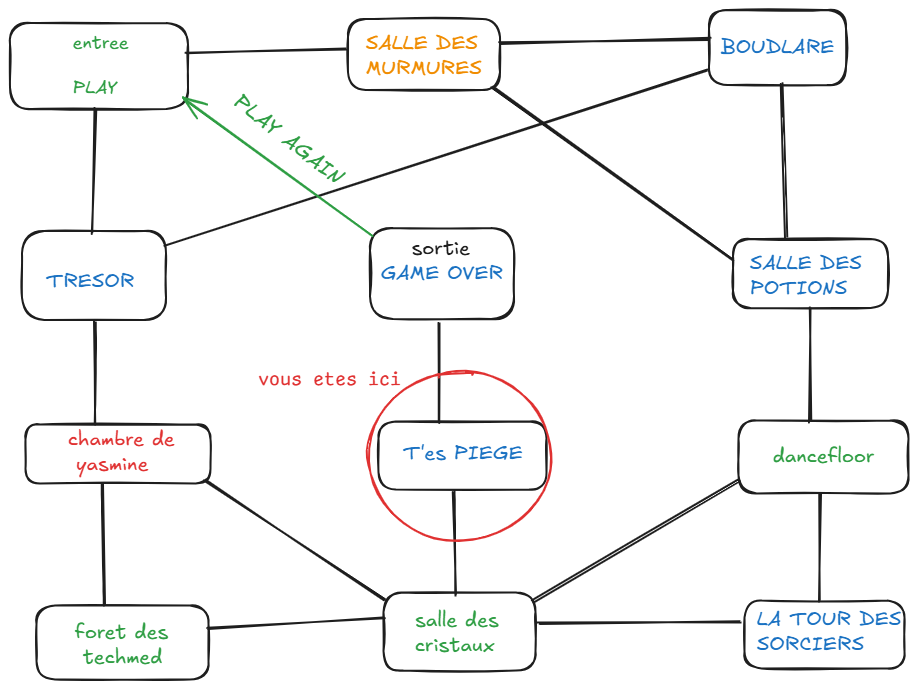 entree
PLAY
SALLE DES
MURMURES
BOUDLARE
PLAY AGAIN
TRESOR
sortie
GAME OVER
SALLE DES
POTIONS
vous etes ici
chambre de
yasmine
T'es PIEGE
dancefloor
foret des
techmed
salle des
cristaux
LA TOUR DES
SORCIERS